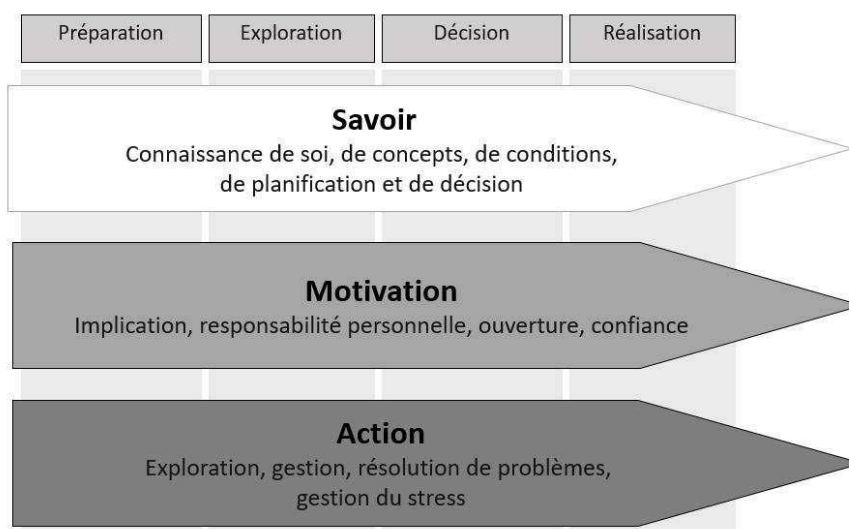 Préparation
Exploration
Décision
Réalisation
Savoir
Connaissance de soi, de concepts, de conditions,
de planification et de décision
Motivation
Implication, responsabilité personnelle, ouverture, confiance
Action
Exploration, gestion, résolution de problèmes,
gestion du stress